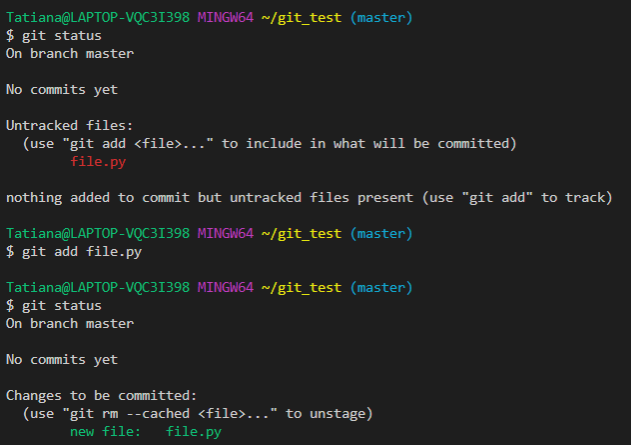 Tatiana@LAPTOP-VQC3I398 MINGW64 ~/git_test (master)
$ git status
On branch master

No commits yet

Untracked files:
  (use "git add <file>..." to include in what will be committed)
        file.py

nothing added to commit but untracked files present (use "git add" to track)

Tatiana@LAPTOP-VQC3I398 MINGW64 ~/git_test (master)
$ git add file.py

Tatiana@LAPTOP-VQC3I398 MINGW64 ~/git_test (master)
$ git status
On branch master

No commits yet

Changes to be committed:
  (use "git rm --cached <file>..." to unstage)
        new file:   file.py